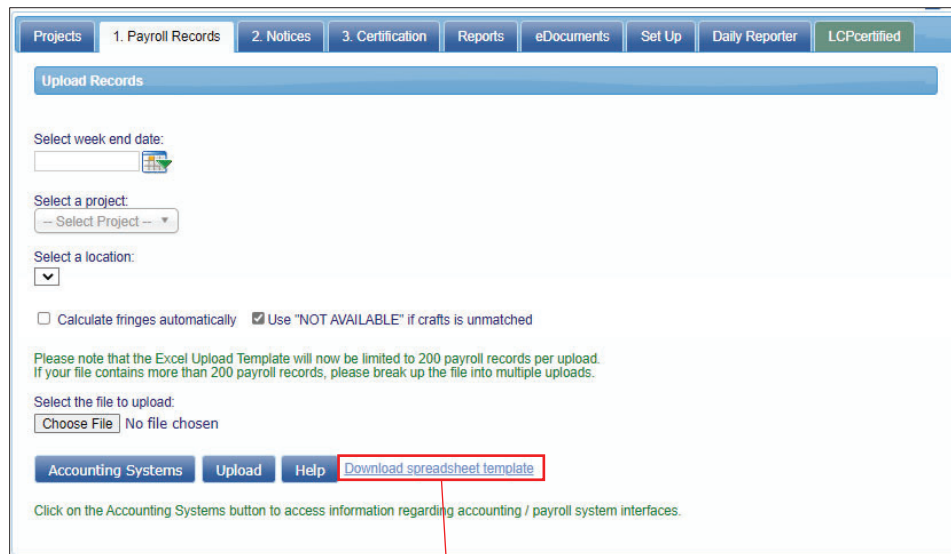 Projects 1. Payroll Records 2. Notices 3. Certification Reports eDocuments Set Up Daily Reporter LCPcertified
Upload Records
Select week end date:
Select a project:
-- Select Project --
Select a location:
Calculate fringes automatically Use "NOT AVAILABLE" if crafts is unmatched
Please note that the Excel Upload Template will now be limited to 200 payroll records per upload.
If your file contains more than 200 payroll records, please break up the file into multiple uploads.
Select the file to upload:
Choose File No file chosen
Accounting Systems Upload Help Download spreadsheet template
Click on the Accounting Systems button to access information regarding accounting / payroll system interfaces.